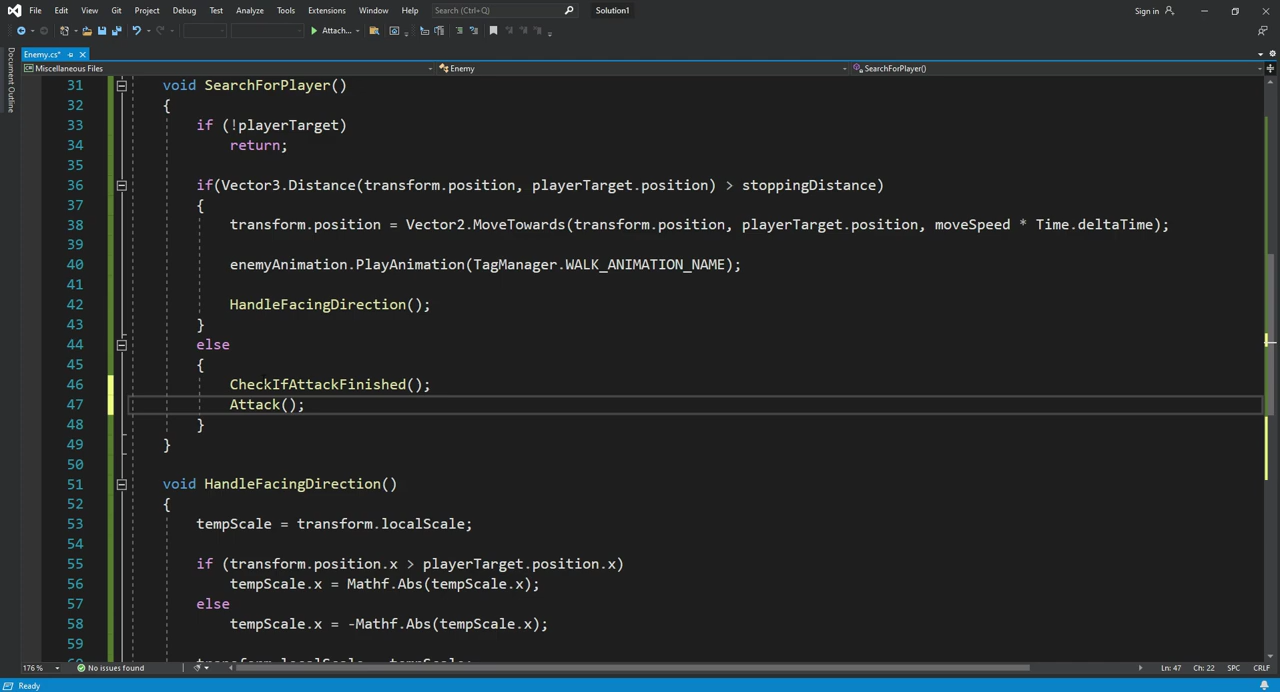 File Edit View Git Project Debug Test Analyze Tools Extensions Window Help Search (Ctrl+Q) Solution1 Sign in
Attach...
Enemy.cs*
Document Outline
Miscellaneous Files Enemy SearchForPlayer()
31 void SearchForPlayer()
32 {
33 if (!playerTarget)
34 return;
35
36 if(Vector3.Distance(transform.position, playerTarget.position) > stoppingDistance)
37 {
38 transform.position = Vector2.MoveTowards(transform.position, playerTarget.position, moveSpeed * Time.deltaTime);
39
40 enemyAnimation.PlayAnimation(TagManager.WALK_ANIMATION_NAME);
41
42 HandleFacingDirection();
43 }
44 else
45 {
46 CheckIfAttackFinished();
47 Attack();
48 }
49 }
50
51 void HandleFacingDirection()
52 {
53 tempScale = transform.localScale;
54
55 if (transform.position.x > playerTarget.position.x)
56 tempScale.x = Mathf.Abs(tempScale.x);
57 else
58 tempScale.x = -Mathf.Abs(tempScale.x);
59
176 % No issues found Ln: 47 Ch: 22 SPC CRLF
Ready